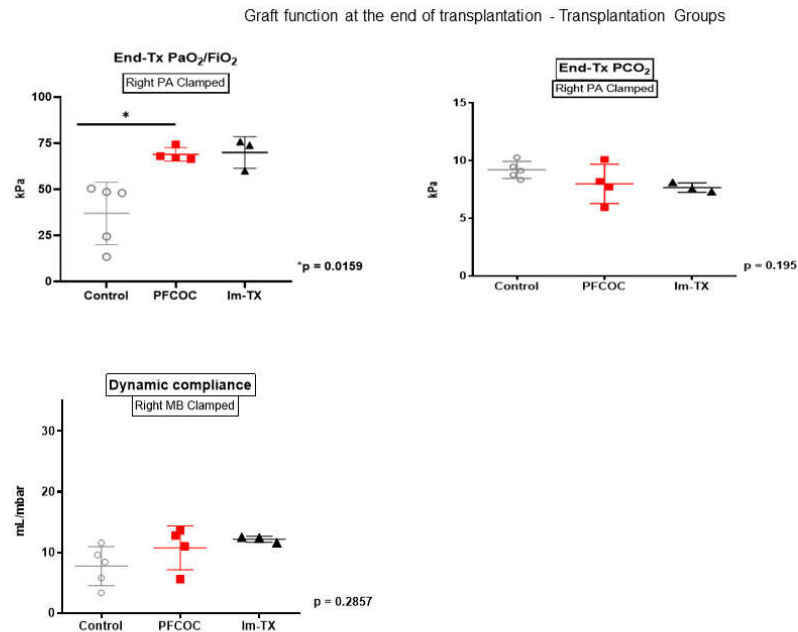 Graft function at the end of transplantation - Transplantation Groups
End-Tx PaO₂/FiO₂
Right PA Clamped
100
75
50
25
0
kPa
*
Control PFCOC Im-TX
*p = 0.0159
End-Tx PCO₂
Right PA Clamped
15
10
5
0
kPa
Control PFCOC Im-TX
p = 0.195
Dynamic compliance
Right MB Clamped
30
20
10
0
mL/mbar
Control PFCOC Im-TX
p = 0.2857